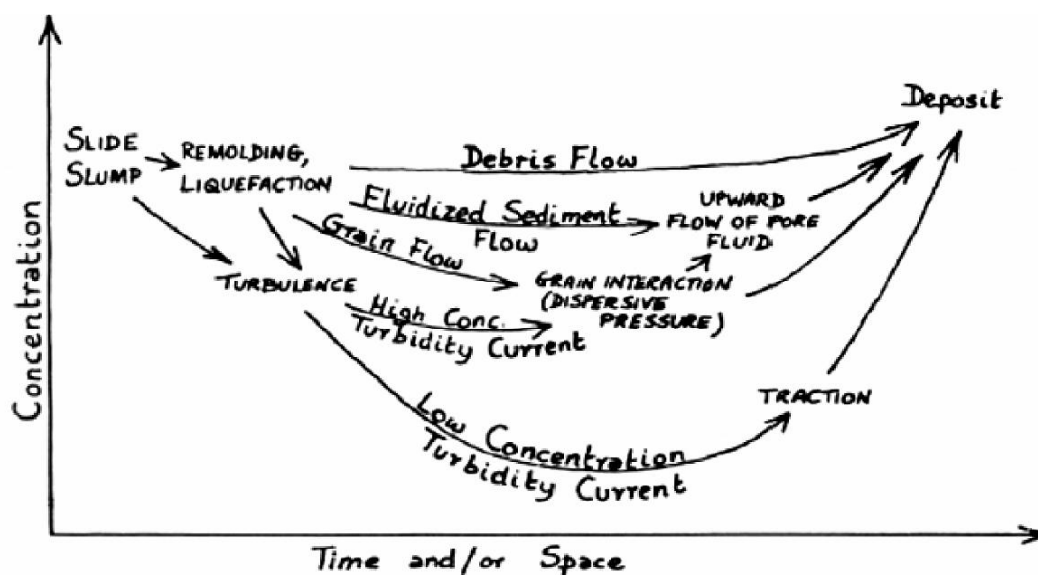 Concentration
SLIDE
SLUMP
REMOLDING,
LIQUEFACTION
Debris Flow
Deposit
Fluidized Sediment
Flow
UPWARD
FLOW OF PORE
FLUID
Grain Flow
TURBULENCE
GRAIN INTERACTION
(DISPERSIVE
PRESSURE)
High Conc.
Turbidity Current
TRACTION
Low Concentration
Turbidity Current
Time and/or Space